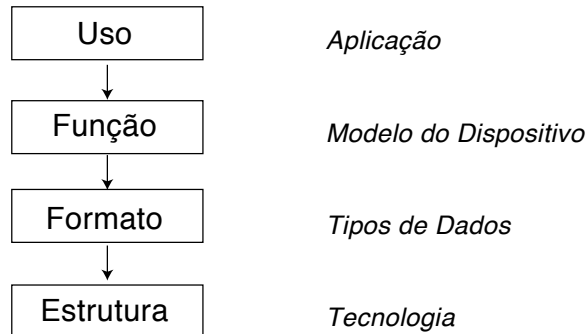 Uso
Aplicação
Função
Modelo do Dispositivo
Formato
Tipos de Dados
Estrutura
Tecnologia